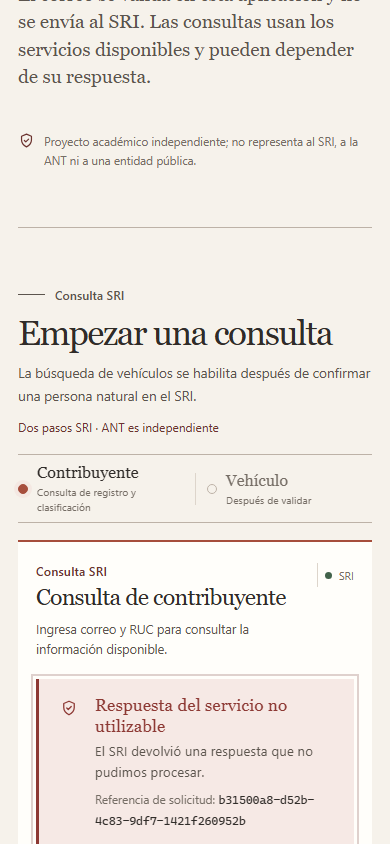 se envía al SRI. Las consultas usan los
servicios disponibles y pueden depender
de su respuesta.
Proyecto académico independiente; no representa al SRI, a la
ANT ni a una entidad pública.
Consulta SRI
Empezar una consulta
La búsqueda de vehículos se habilita después de confirmar
una persona natural en el SRI.
Dos pasos SRI · ANT es independiente
Contribuyente
Consulta de registro y
clasificación
Vehículo
Después de validar
Consulta SRI
SRI
Consulta de contribuyente
Ingresa correo y RUC para consultar la
información disponible.
Respuesta del servicio no
utilizable
El SRI devolvió una respuesta que no
pudimos procesar.
Referencia de solicitud: b31500a8-d52b-
4c83-9df7-1421f260952b